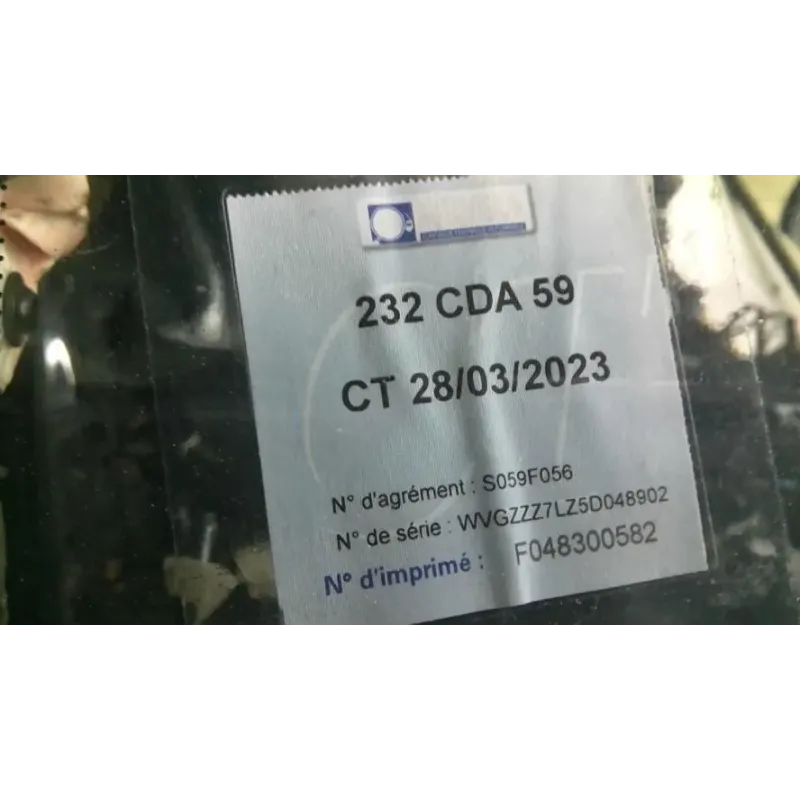 232 CDA 59
CT 28/03/2023
N° d'agrément : S059F056
N° de série : WVGZZZ7LZ5D048902
N° d'imprimé : F048300582